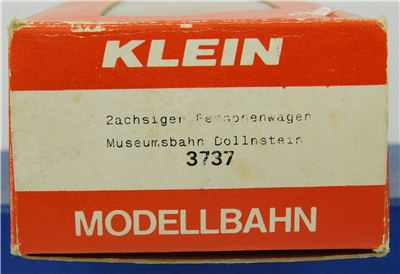 KLEIN
2achsiger Personenwagen
Museumsbahn Dollnstein
3737
MODELLBAHN